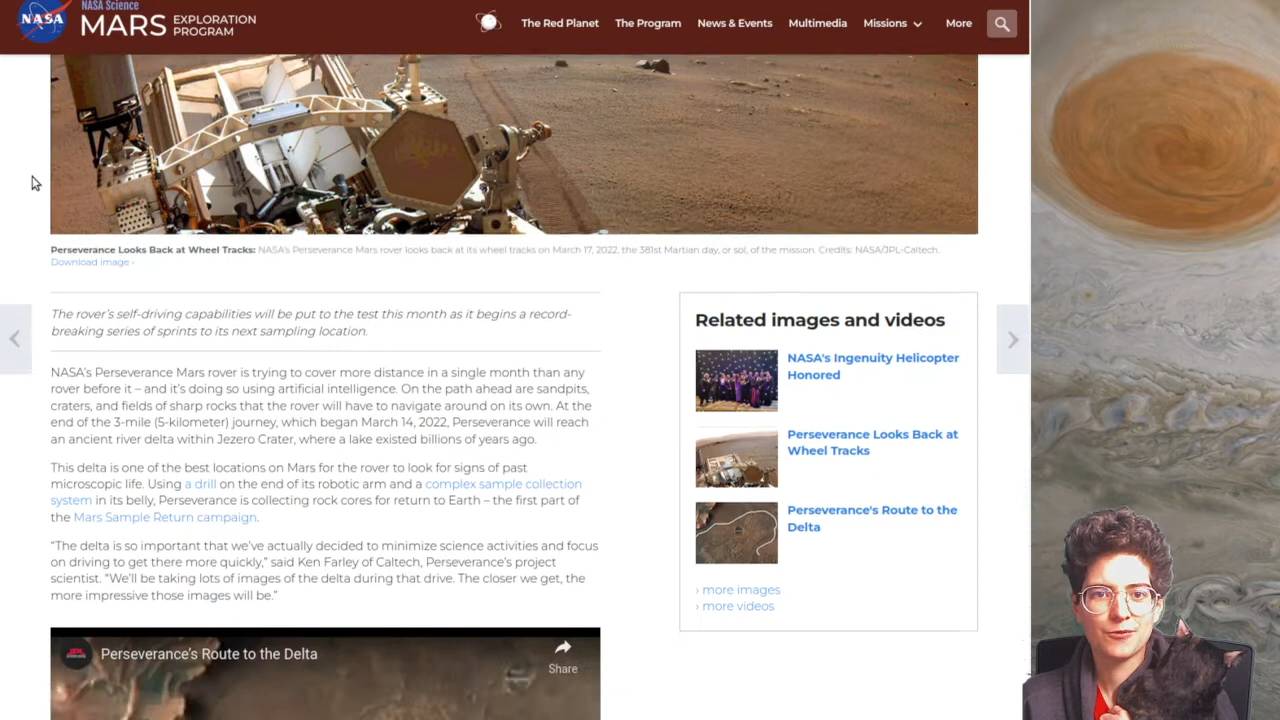 NASA
NASA Science
MARS EXPLORATION PROGRAM
The Red Planet The Program News & Events Multimedia Missions More
Perseverance Looks Back at Wheel Tracks: NASA's Perseverance Mars rover looks back at its wheel tracks on March 17, 2022, the 381st Martian day, or sol, of the mission. Credits: NASA/JPL-Caltech.
Download image ›
The rover's self-driving capabilities will be put to the test this month as it begins a record-
breaking series of sprints to its next sampling location.
NASA's Perseverance Mars rover is trying to cover more distance in a single month than any
rover before it – and it's doing so using artificial intelligence. On the path ahead are sandpits,
craters, and fields of sharp rocks that the rover will have to navigate around on its own. At the
end of the 3-mile (5-kilometer) journey, which began March 14, 2022, Perseverance will reach
an ancient river delta within Jezero Crater, where a lake existed billions of years ago.
This delta is one of the best locations on Mars for the rover to look for signs of past
microscopic life. Using a drill on the end of its robotic arm and a complex sample collection
system in its belly, Perseverance is collecting rock cores for return to Earth – the first part of
the Mars Sample Return campaign.
“The delta is so important that we've actually decided to minimize science activities and focus
on driving to get there more quickly,” said Ken Farley of Caltech, Perseverance's project
scientist. “We'll be taking lots of images of the delta during that drive. The closer we get, the
more impressive those images will be.”
Perseverance's Route to the Delta
Share
Related images and videos
NASA's Ingenuity Helicopter
Honored
Perseverance Looks Back at
Wheel Tracks
Perseverance's Route to the
Delta
› more images
› more videos